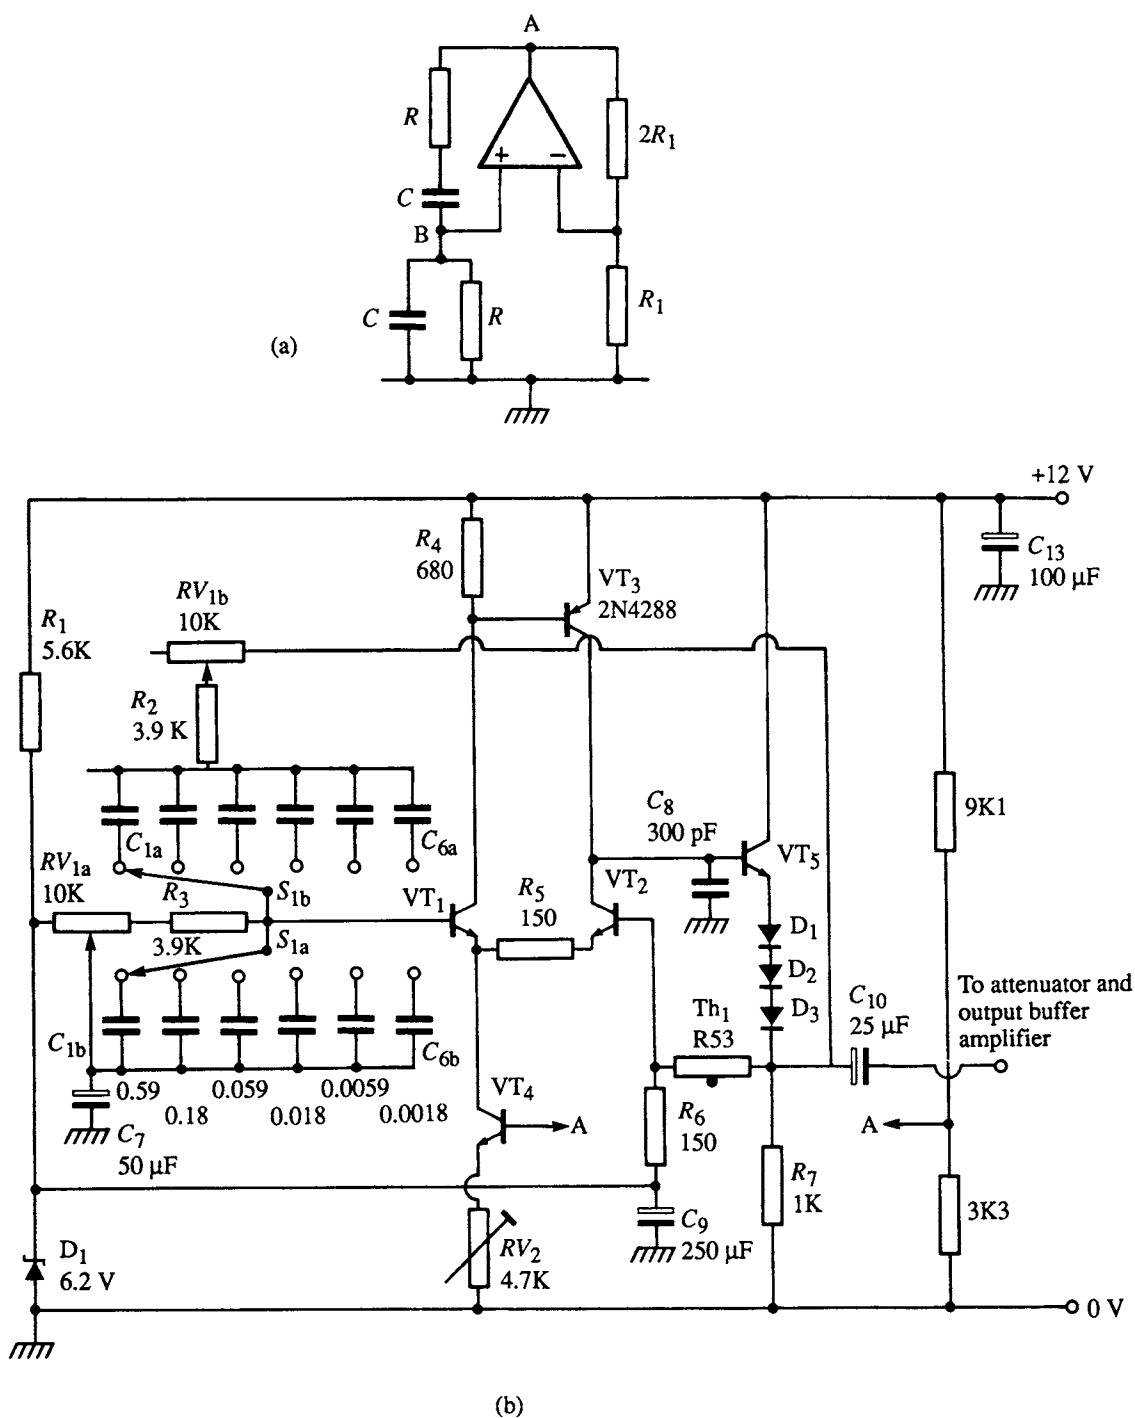 A
R
2R1
+ −
C
B
C
R
R1
(a)
+12 V
R4
680
C13
100 µF
VT3
2N4288
RV1b
10K
R1
5.6K
R2
3.9 K
C8
300 pF
9K1
C1a
C6a
VT5
RV1a
10K
R3
S1b
VT1
R5
150
VT2
3.9K
S1a
D1
D2
D3
To attenuator and
output buffer
amplifier
C10
25 µF
Th1
R53
C1b
C6b
0.59
0.059
0.0059
0.18
0.018
0.0018
VT4
A
R6
150
A
C7
50 µF
R7
1K
3K3
C9
250 µF
D1
6.2 V
RV2
4.7K
0 V
(b)